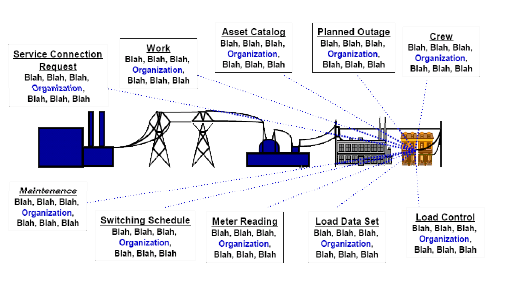 Service Connection
Request
Blah, Blah, Blah,
Organization,
Blah, Blah, Blah
Work
Blah, Blah, Blah,
Organization,
Blah, Blah, Blah
Asset Catalog
Blah, Blah, Blah,
Organization,
Blah, Blah, Blah
Planned Outage
Blah, Blah, Blah,
Organization,
Blah, Blah, Blah
Crew
Blah, Blah, Blah,
Organization,
Blah, Blah, Blah
Maintenance
Blah, Blah, Blah,
Organization,
Blah, Blah, Blah
Switching Schedule
Blah, Blah, Blah,
Organization,
Blah, Blah, Blah
Meter Reading
Blah, Blah, Blah,
Organization,
Blah, Blah, Blah
Load Data Set
Blah, Blah, Blah,
Organization,
Blah, Blah, Blah
Load Control
Blah, Blah, Blah,
Organization,
Blah, Blah, Blah